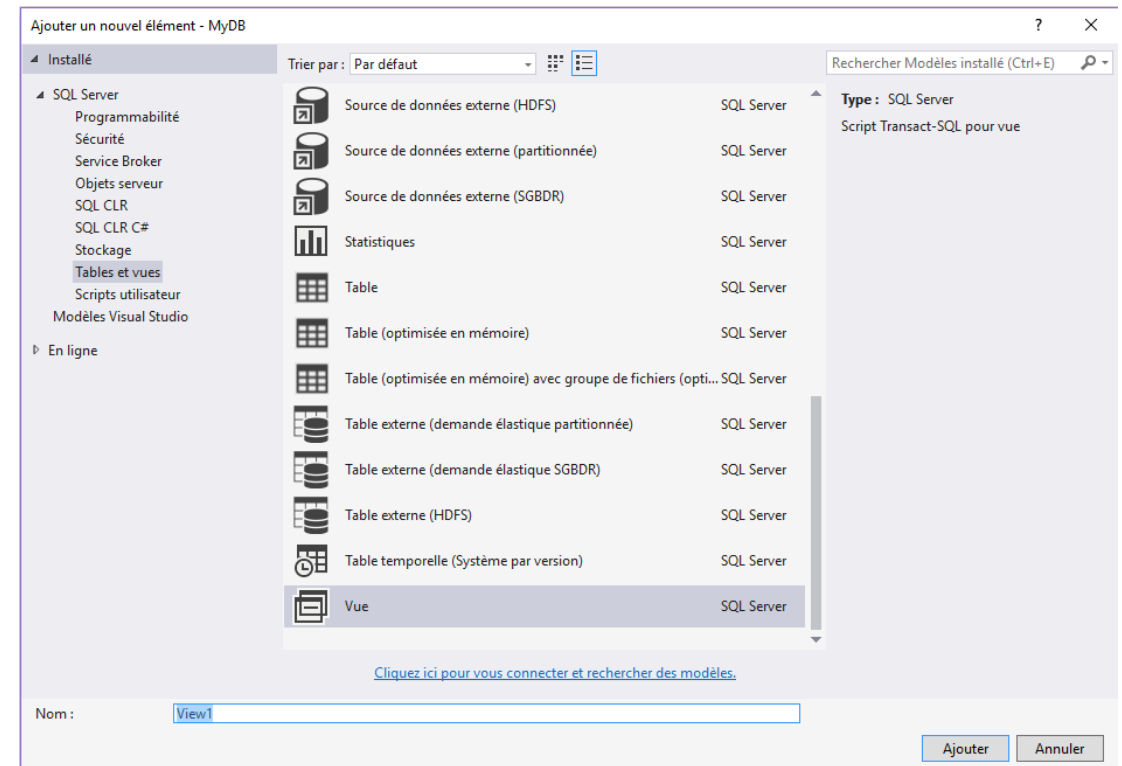 Ajouter un nouvel élément - MyDB
? ×
Installé
Trier par : Par défaut
Rechercher Modèles installé (Ctrl+E)
SQL Server
Programmabilité
Sécurité
Service Broker
Objets serveur
SQL CLR
SQL CLR C#
Stockage
Tables et vues
Scripts utilisateur
Modèles Visual Studio
En ligne
Source de données externe (HDFS) SQL Server
Source de données externe (partitionnée) SQL Server
Source de données externe (SGBDR) SQL Server
Statistiques SQL Server
Table SQL Server
Table (optimisée en mémoire) SQL Server
Table (optimisée en mémoire) avec groupe de fichiers (opti... SQL Server
Table externe (demande élastique partitionnée) SQL Server
Table externe (demande élastique SGBDR) SQL Server
Table externe (HDFS) SQL Server
Table temporelle (Système par version) SQL Server
Vue SQL Server
Type : SQL Server
Script Transact-SQL pour vue
Cliquez ici pour vous connecter et rechercher des modèles.
Nom : View1
Ajouter Annuler